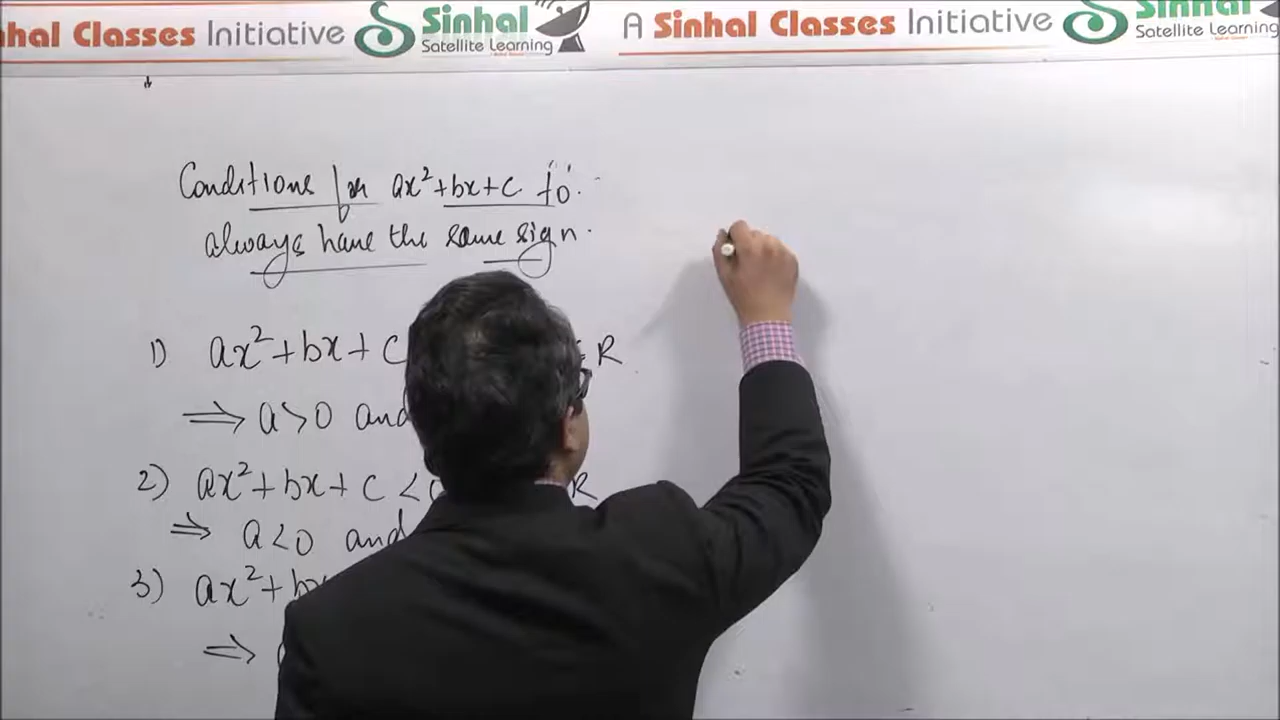 hal Classes Initiative Sinhal Satellite Learning A Sinhal Classes Initiative Sinhal Satellite Learning
Conditions for ax²+bx+c to
always have the same sign.
1) ax²+bx+c R
⇒ a>0 and
2) ax²+bx+c < R
⇒ a<0 and
3) ax²+b
⇒